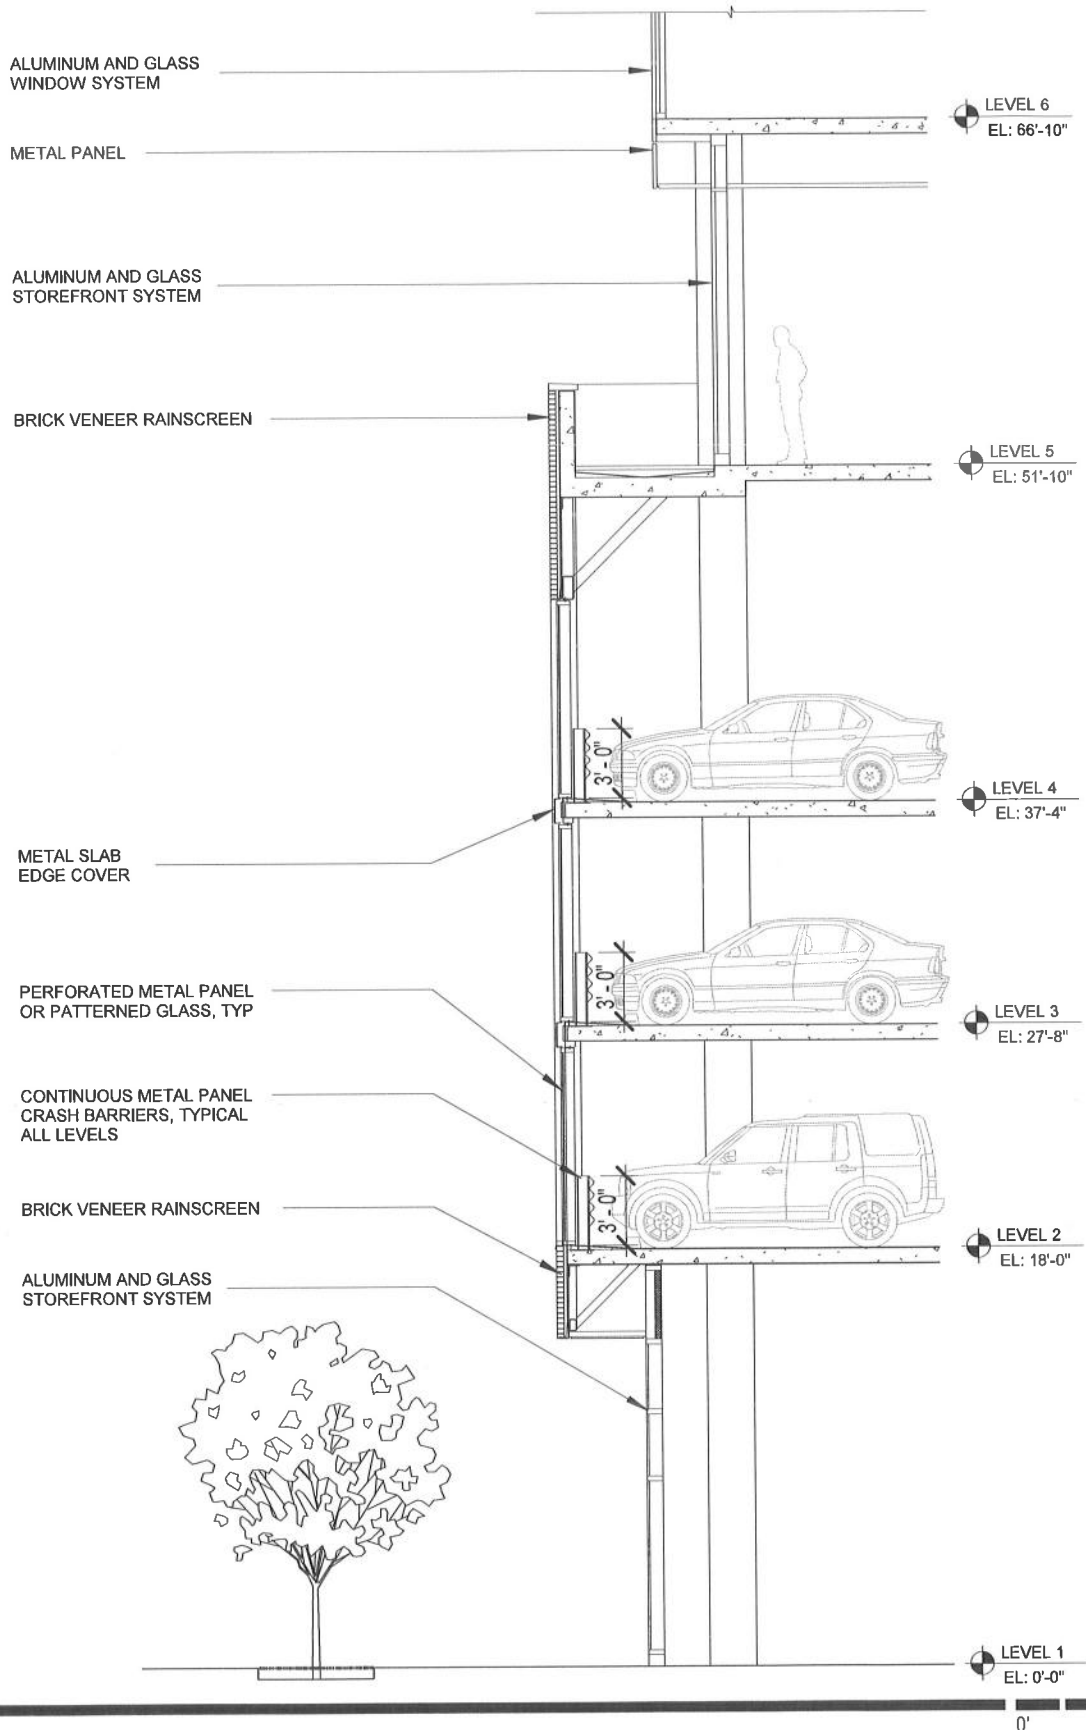 ALUMINUM AND GLASS
WINDOW SYSTEM
LEVEL 6
EL: 66'-10"
METAL PANEL
ALUMINUM AND GLASS
STOREFRONT SYSTEM
BRICK VENEER RAINSCREEN
LEVEL 5
EL: 51'-10"
3'-0"
LEVEL 4
EL: 37'-4"
METAL SLAB
EDGE COVER
3'-0"
PERFORATED METAL PANEL
OR PATTERNED GLASS, TYP
LEVEL 3
EL: 27'-8"
CONTINUOUS METAL PANEL
CRASH BARRIERS, TYPICAL
ALL LEVELS
3'-0"
BRICK VENEER RAINSCREEN
LEVEL 2
EL: 18'-0"
ALUMINUM AND GLASS
STOREFRONT SYSTEM
LEVEL 1
EL: 0'-0"
0'